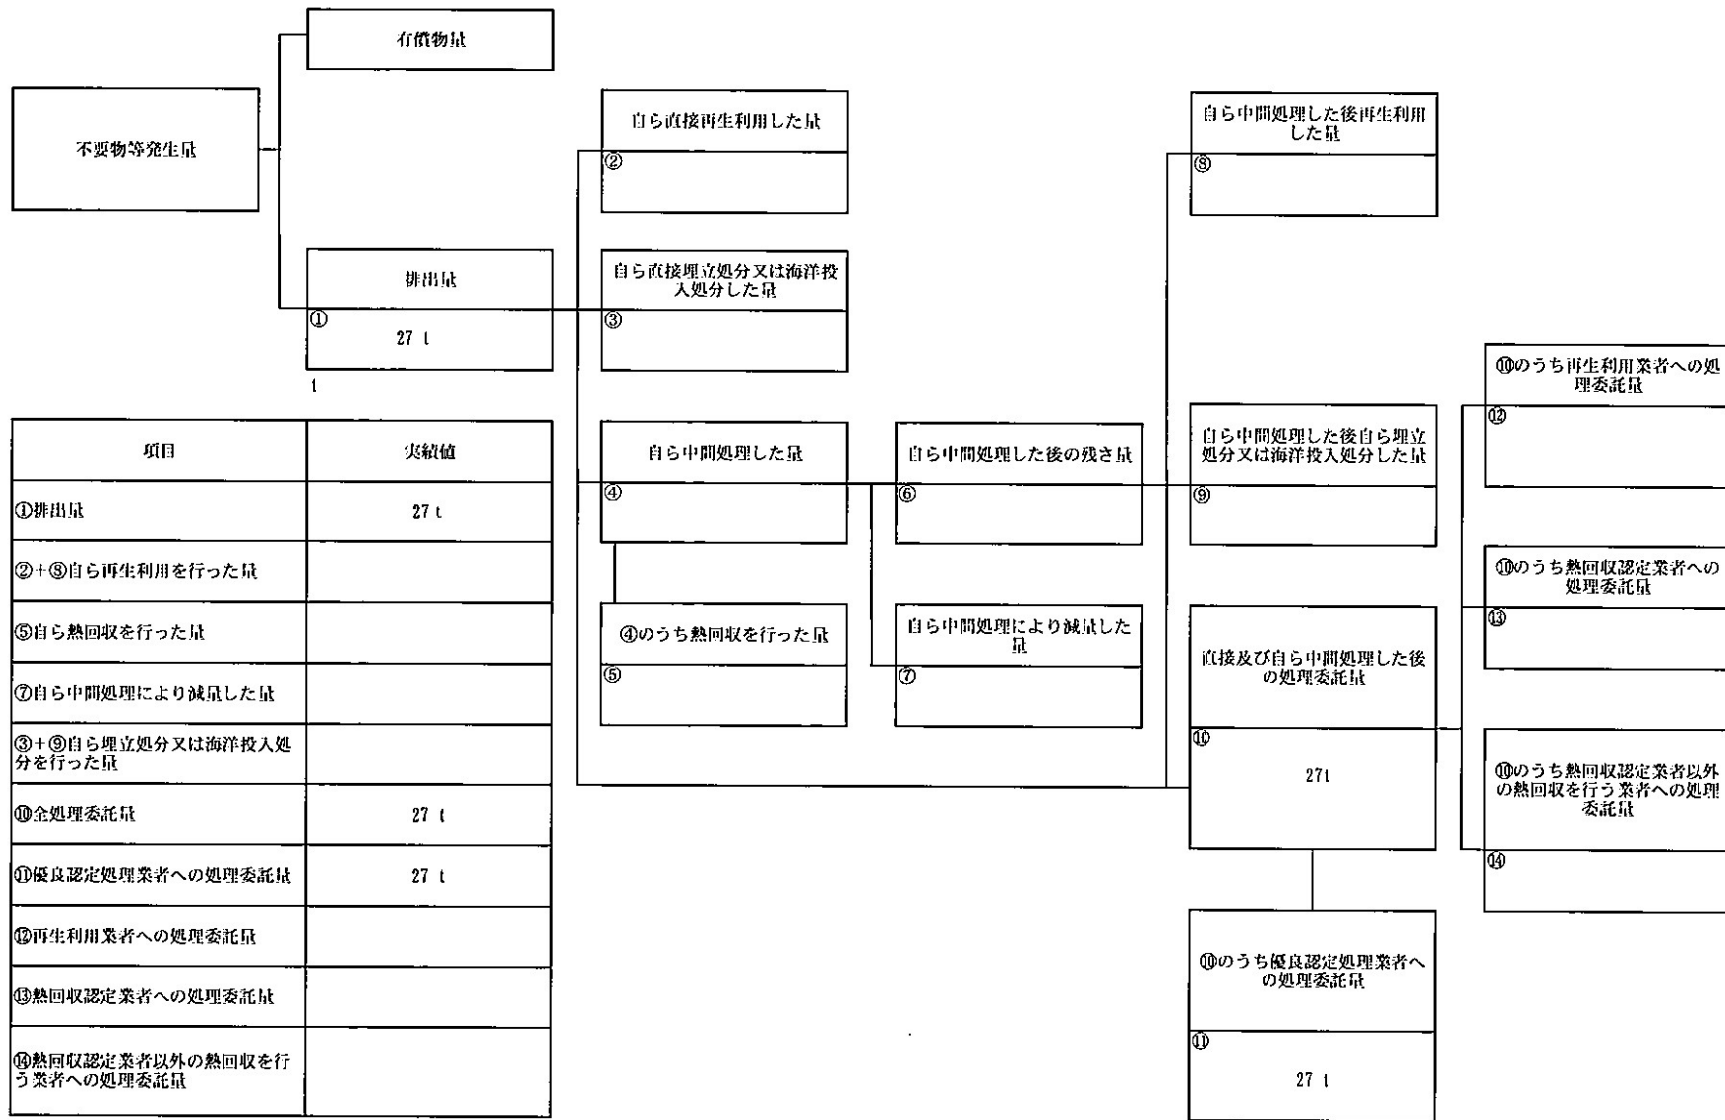 有償物量
不要物等発生量
自ら直接再生利用した量
②
自ら中間処理した後再生利用
した量
⑧
排出量
①
27 t
1
自ら直接埋立処分又は海洋投
入処分した量
③
自ら中間処理した量
④
自ら中間処理した後の残さ量
⑥
自ら中間処理した後自ら埋立
処分又は海洋投入処分した量
⑨
④のうち熱回収を行った量
⑤
自ら中間処理により減量した
量
⑦
直接及び自ら中間処理した後
の処理委託量
⑩
27t
⑩のうち再生利用業者への処
理委託量
⑫
⑩のうち熱回収認定業者への
処理委託量
⑬
⑩のうち熱回収認定業者以外
の熱回収を行う業者への処理
委託量
⑭
⑩のうち優良認定処理業者へ
の処理委託量
⑪
27 t
項目 実績値
①排出量 27 t
②+⑧自ら再生利用を行った量
⑤自ら熱回収を行った量
⑦自ら中間処理により減量した量
③+⑨自ら埋立処分又は海洋投入処
分を行った量
⑩全処理委託量 27 t
⑪優良認定処理業者への処理委託量 27 t
⑫再生利用業者への処理委託量
⑬熱回収認定業者への処理委託量
⑭熱回収認定業者以外の熱回収を行
う業者への処理委託量